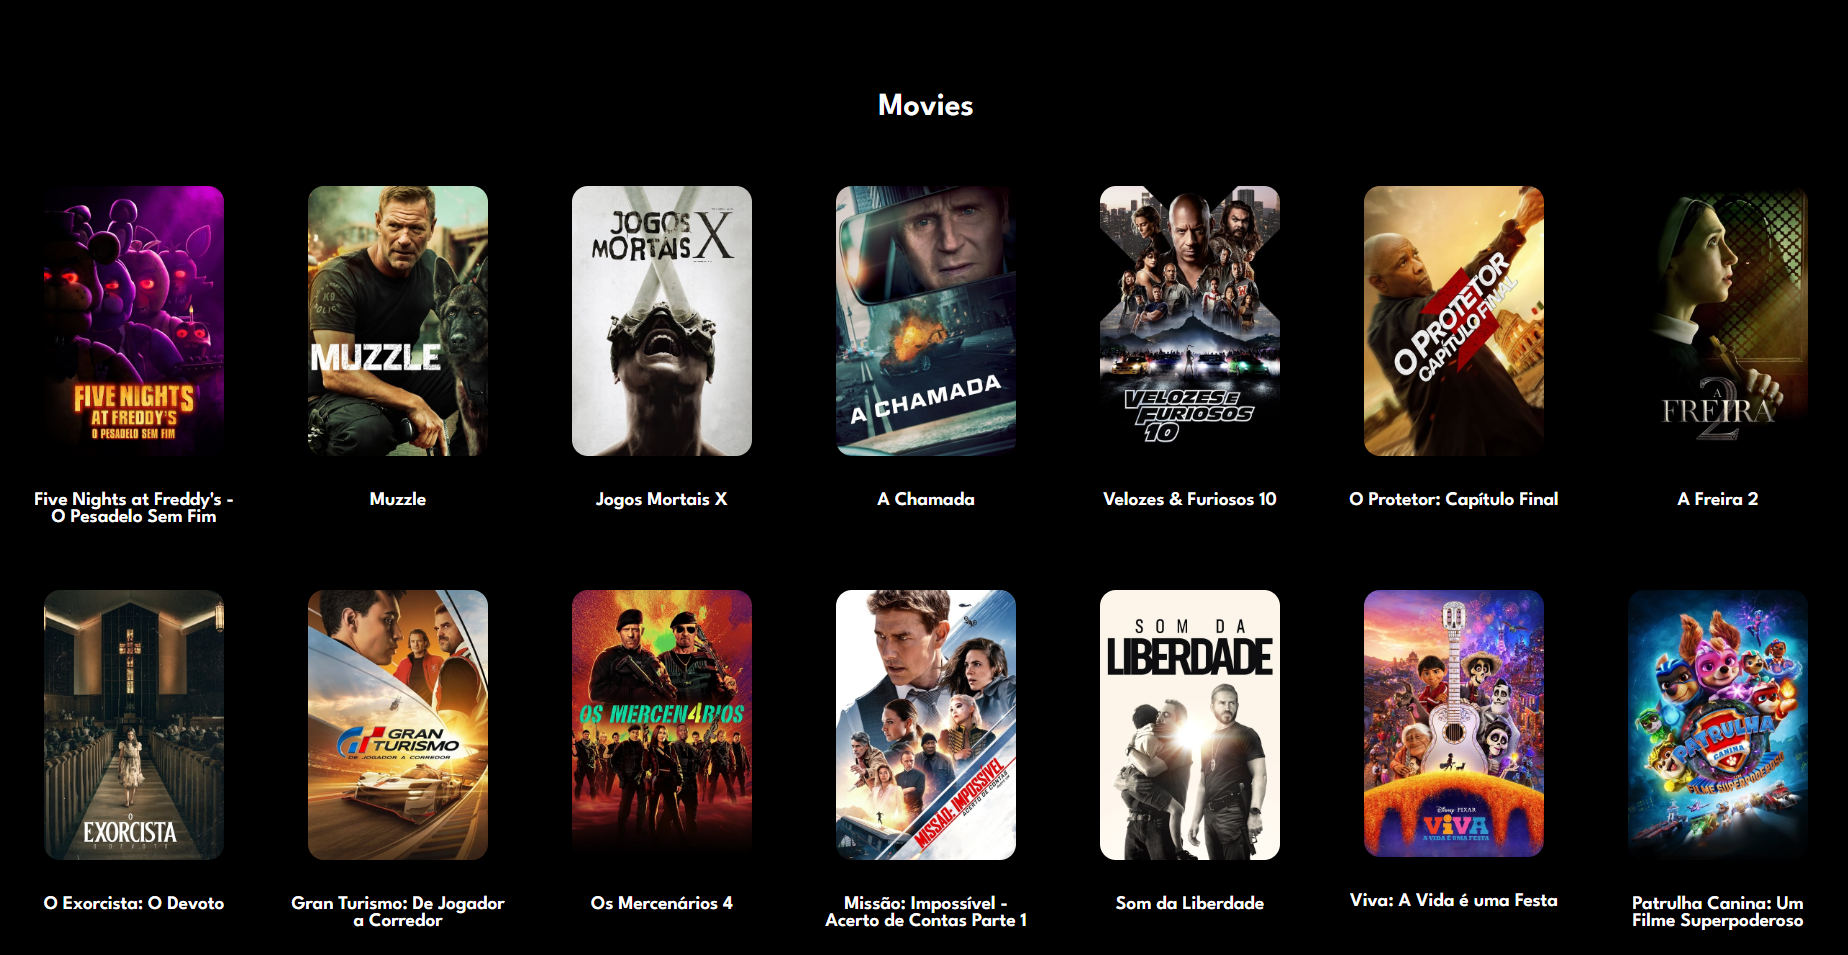 Movies
FIVE NIGHTS
AT FREDDY'S
O PESADELO SEM FIM
MUZZLE
JOGOS
MORTAIS X
A CHAMADA
VELOZES E
FURIOSOS
10
O PROTETOR
CAPÍTULO FINAL
A
FREIRA
2
Five Nights at Freddy's -
O Pesadelo Sem Fim
Muzzle
Jogos Mortais X
A Chamada
Velozes & Furiosos 10
O Protetor: Capítulo Final
A Freira 2
O
EXORCISTA
O DEVOTO
GRAN
TURISMO
DE JOGADOR A CORREDOR
OS MERCEN4RIOS
MISSÃO: IMPOSSÍVEL
ACERTO DE CONTAS
SOM DA
LIBERDADE
Disney PIXAR
VIVA
A VIDA É UMA FESTA
PATRULHA
CANINA
UM
FILME SUPERPODEROSO
O Exorcista: O Devoto
Gran Turismo: De Jogador
a Corredor
Os Mercenários 4
Missão: Impossível -
Acerto de Contas Parte 1
Som da Liberdade
Viva: A Vida é uma Festa
Patrulha Canina: Um
Filme Superpoderoso